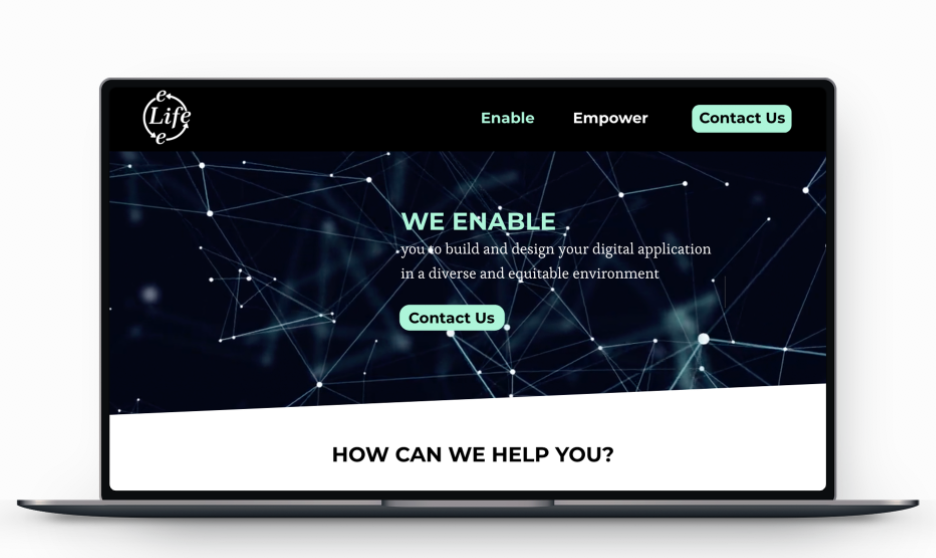 e
Life
e
Enable
Empower
Contact Us
WE ENABLE
you to build and design your digital application
in a diverse and equitable environment
Contact Us
HOW CAN WE HELP YOU?